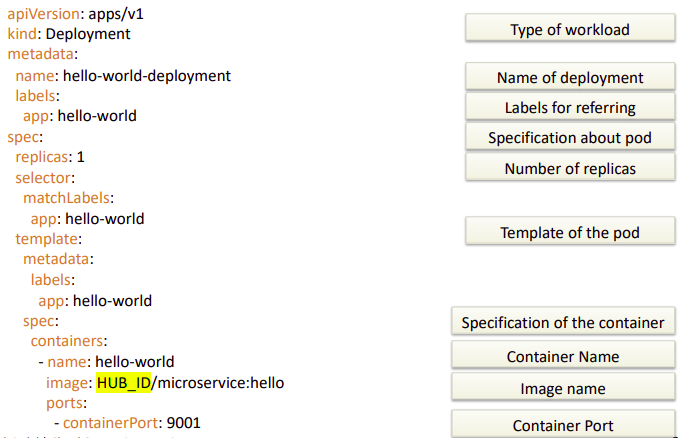 apiVersion: apps/v1
kind: Deployment
Type of workload
metadata:
name: hello-world-deployment
Name of deployment
labels:
Labels for referring
app: hello-world
spec:
Specification about pod
replicas: 1
Number of replicas
selector:
matchLabels:
app: hello-world
template:
Template of the pod
metadata:
labels:
app: hello-world
spec:
Specification of the container
containers:
- name: hello-world
Container Name
image: HUB_ID/microservice:hello
Image name
ports:
- containerPort: 9001
Container Port